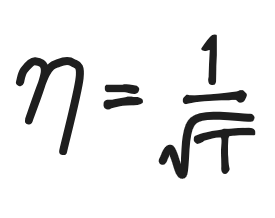 η = 1/√T